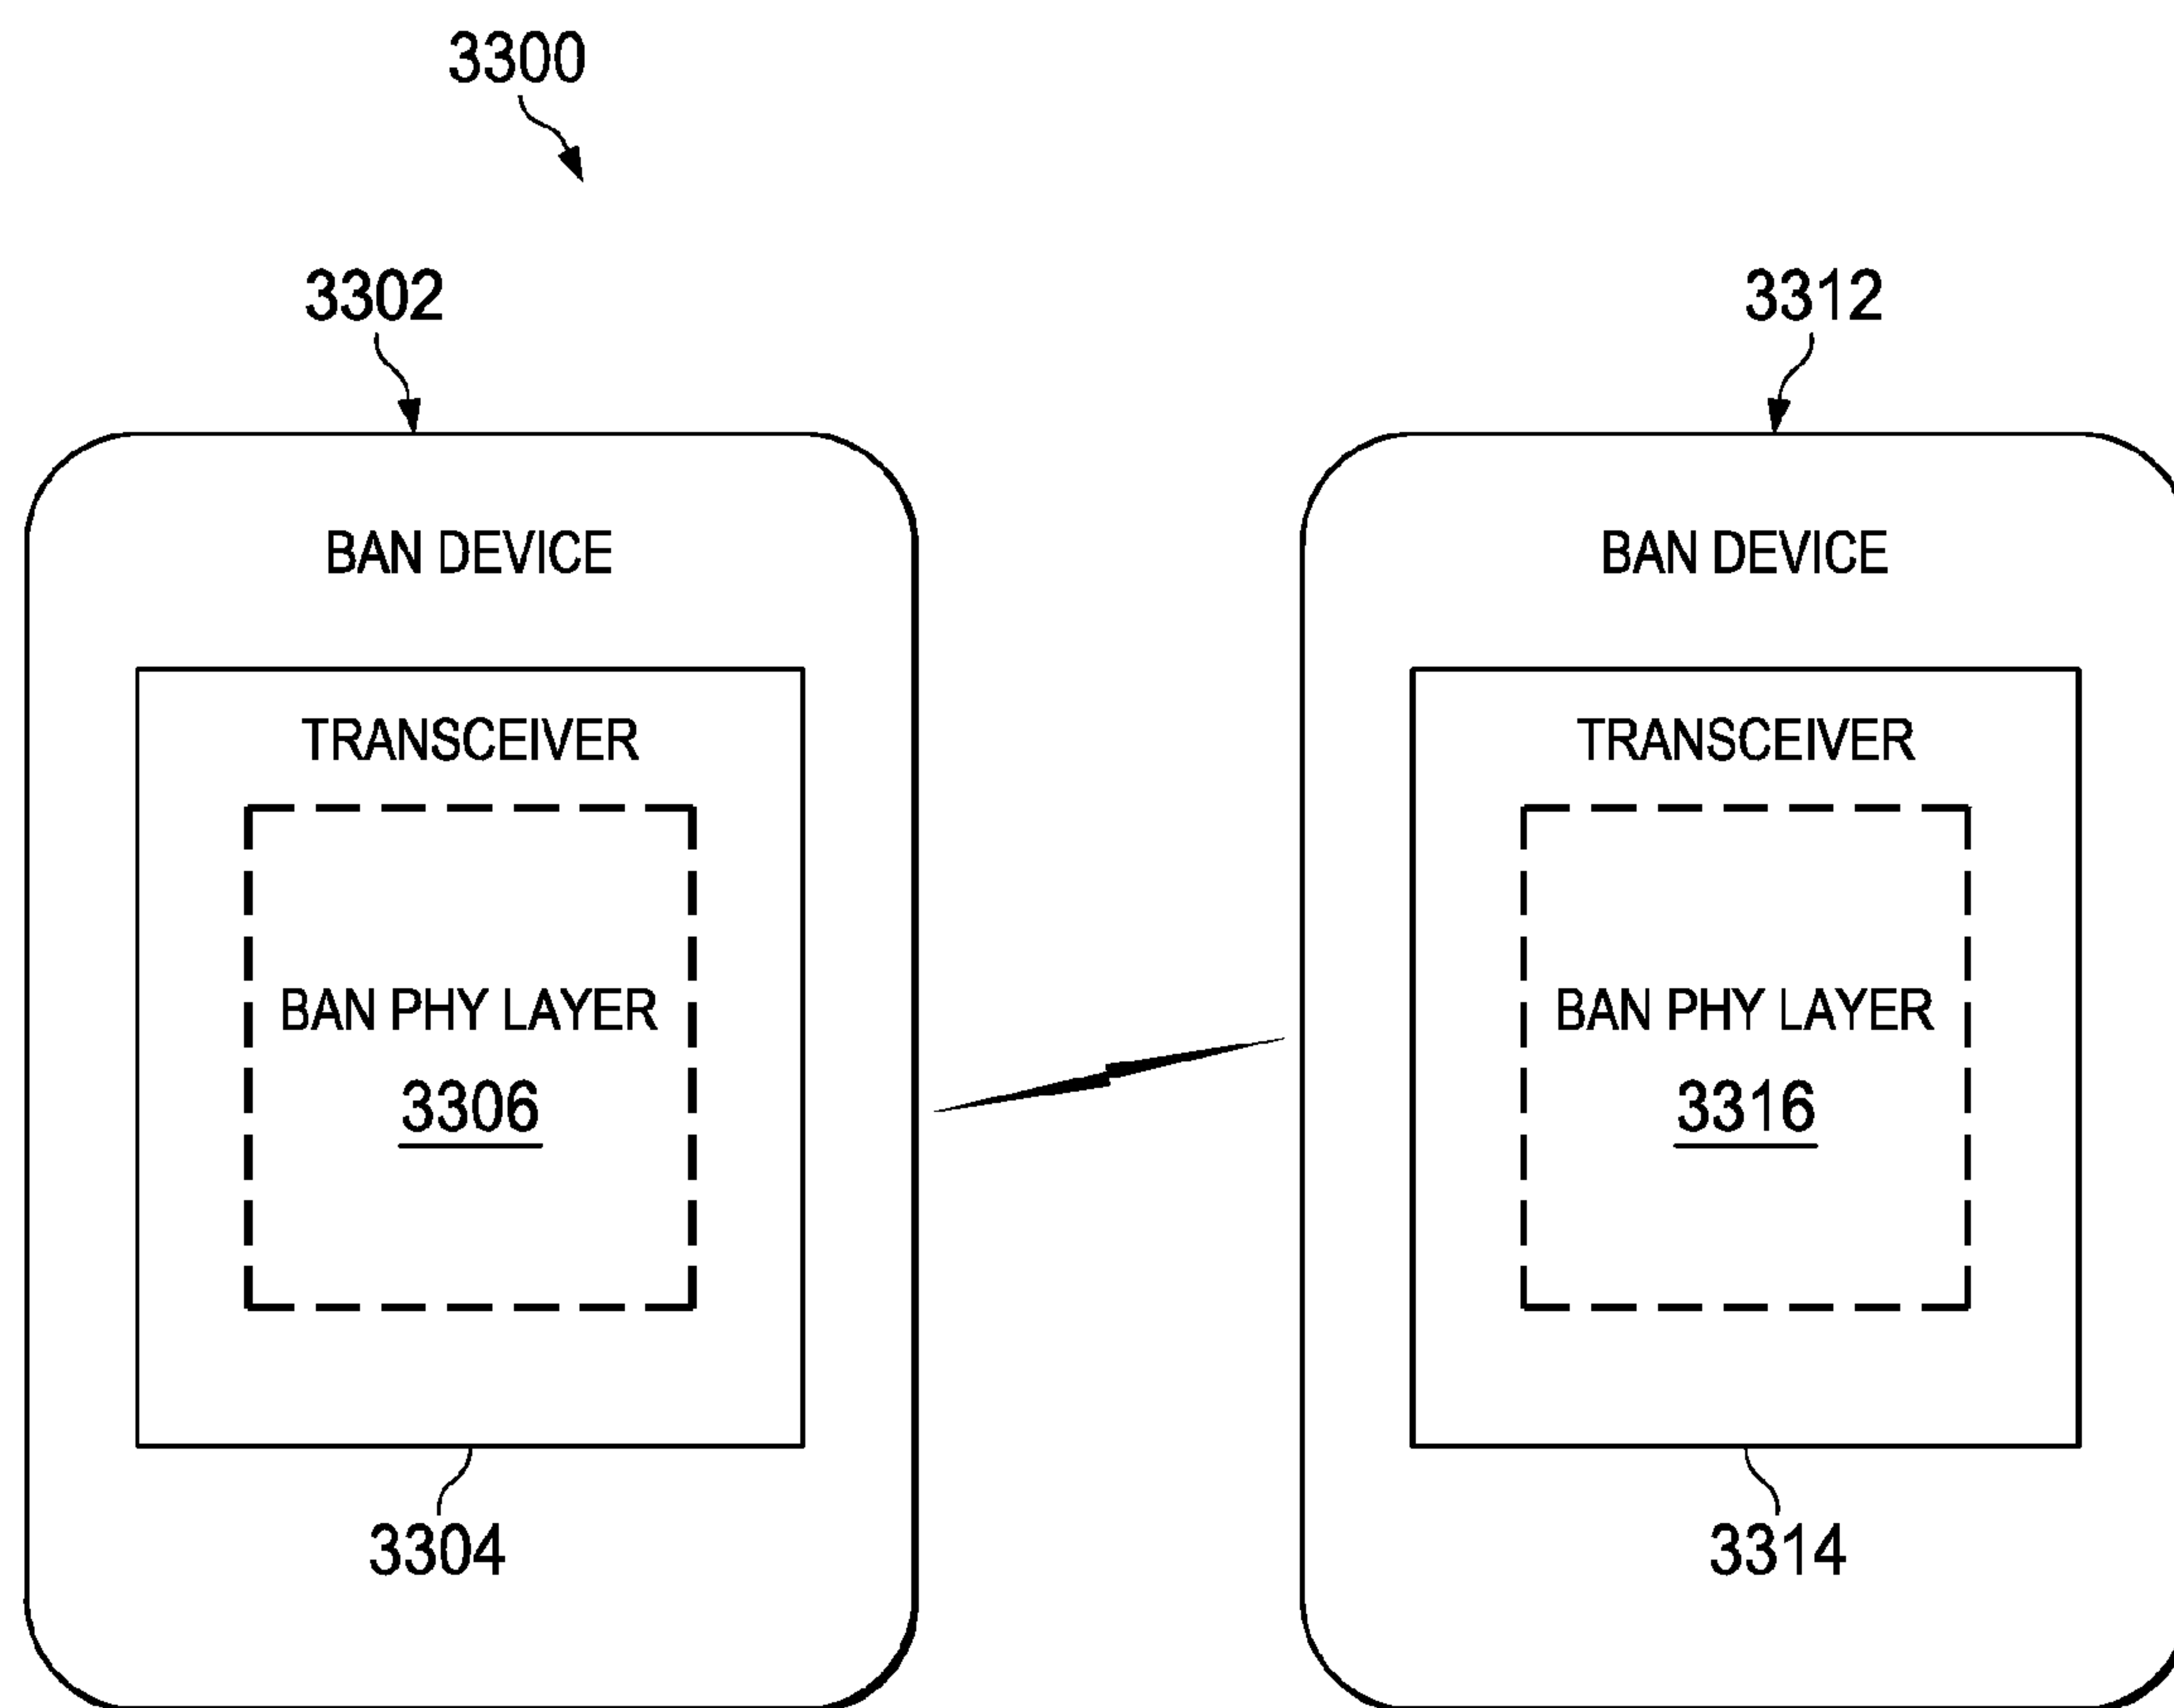 3300
3302
3312
BAN DEVICE
BAN DEVICE
TRANSCEIVER
TRANSCEIVER
BAN PHY LAYER
3306
BAN PHY LAYER
3316
3304
3314